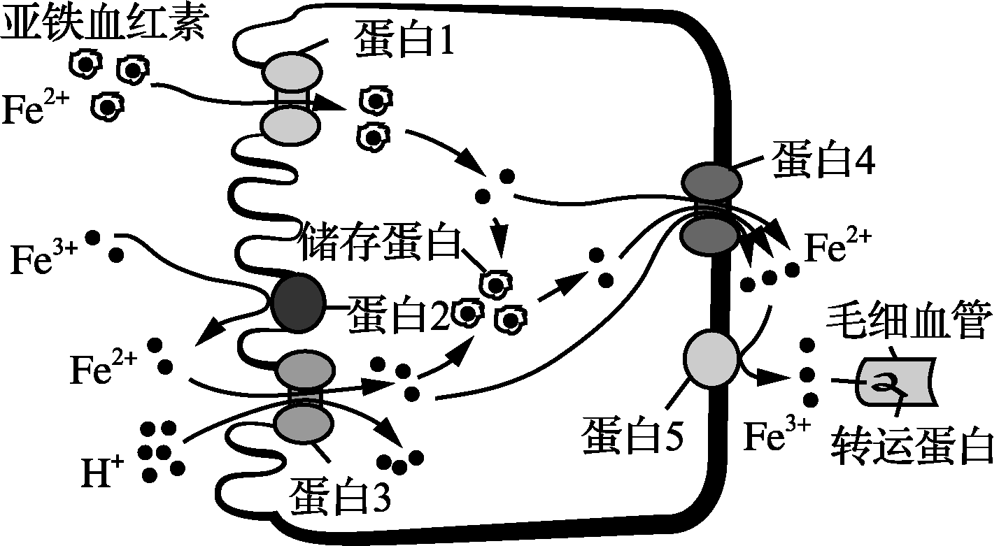 亚铁血红素
蛋白1
Fe²⁺
蛋白4
储存蛋白
Fe³⁺
Fe²⁺
蛋白2
毛细血管
Fe²⁺
蛋白5
Fe³⁺
转运蛋白
H⁺
蛋白3